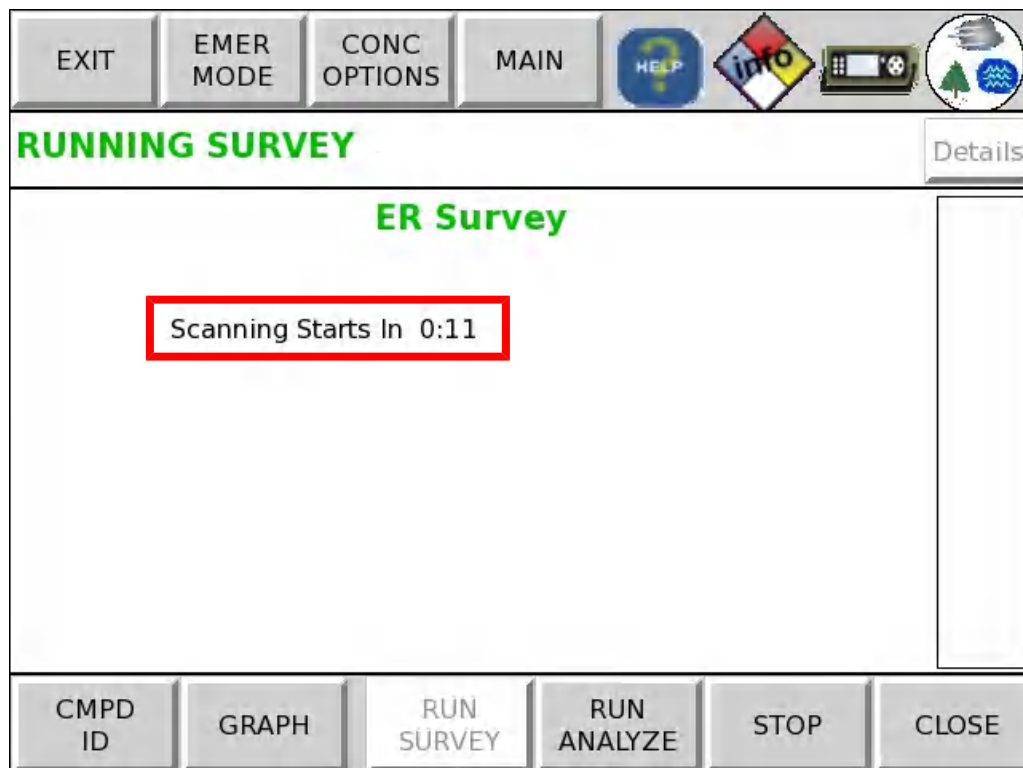 EXIT
EMER
MODE
CONC
OPTIONS
MAIN
HELP
info
RUNNING SURVEY
Details
ER Survey
Scanning Starts In 0:11
CMPD
ID
GRAPH
RUN
SURVEY
RUN
ANALYZE
STOP
CLOSE